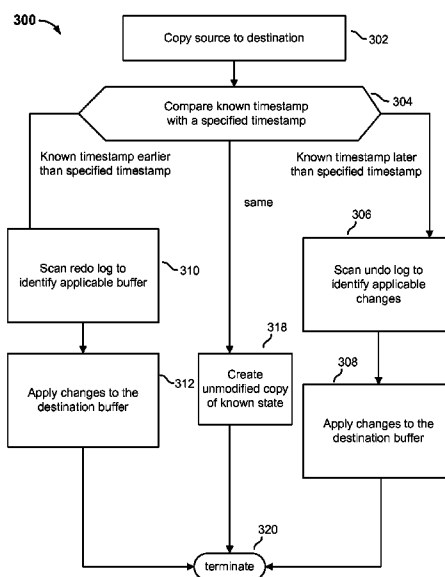 300
Copy source to destination
302
Compare known timestamp
with a specified timestamp
304
Known timestamp earlier
than specified timestamp
same
Known timestamp later
than specified timestamp
306
Scan redo log to
identify applicable buffer
310
Scan undo log to
identify applicable
changes
318
308
Apply changes to the
destination buffer
312
Create
unmodified copy
of known state
Apply changes to the
destination buffer
320
terminate